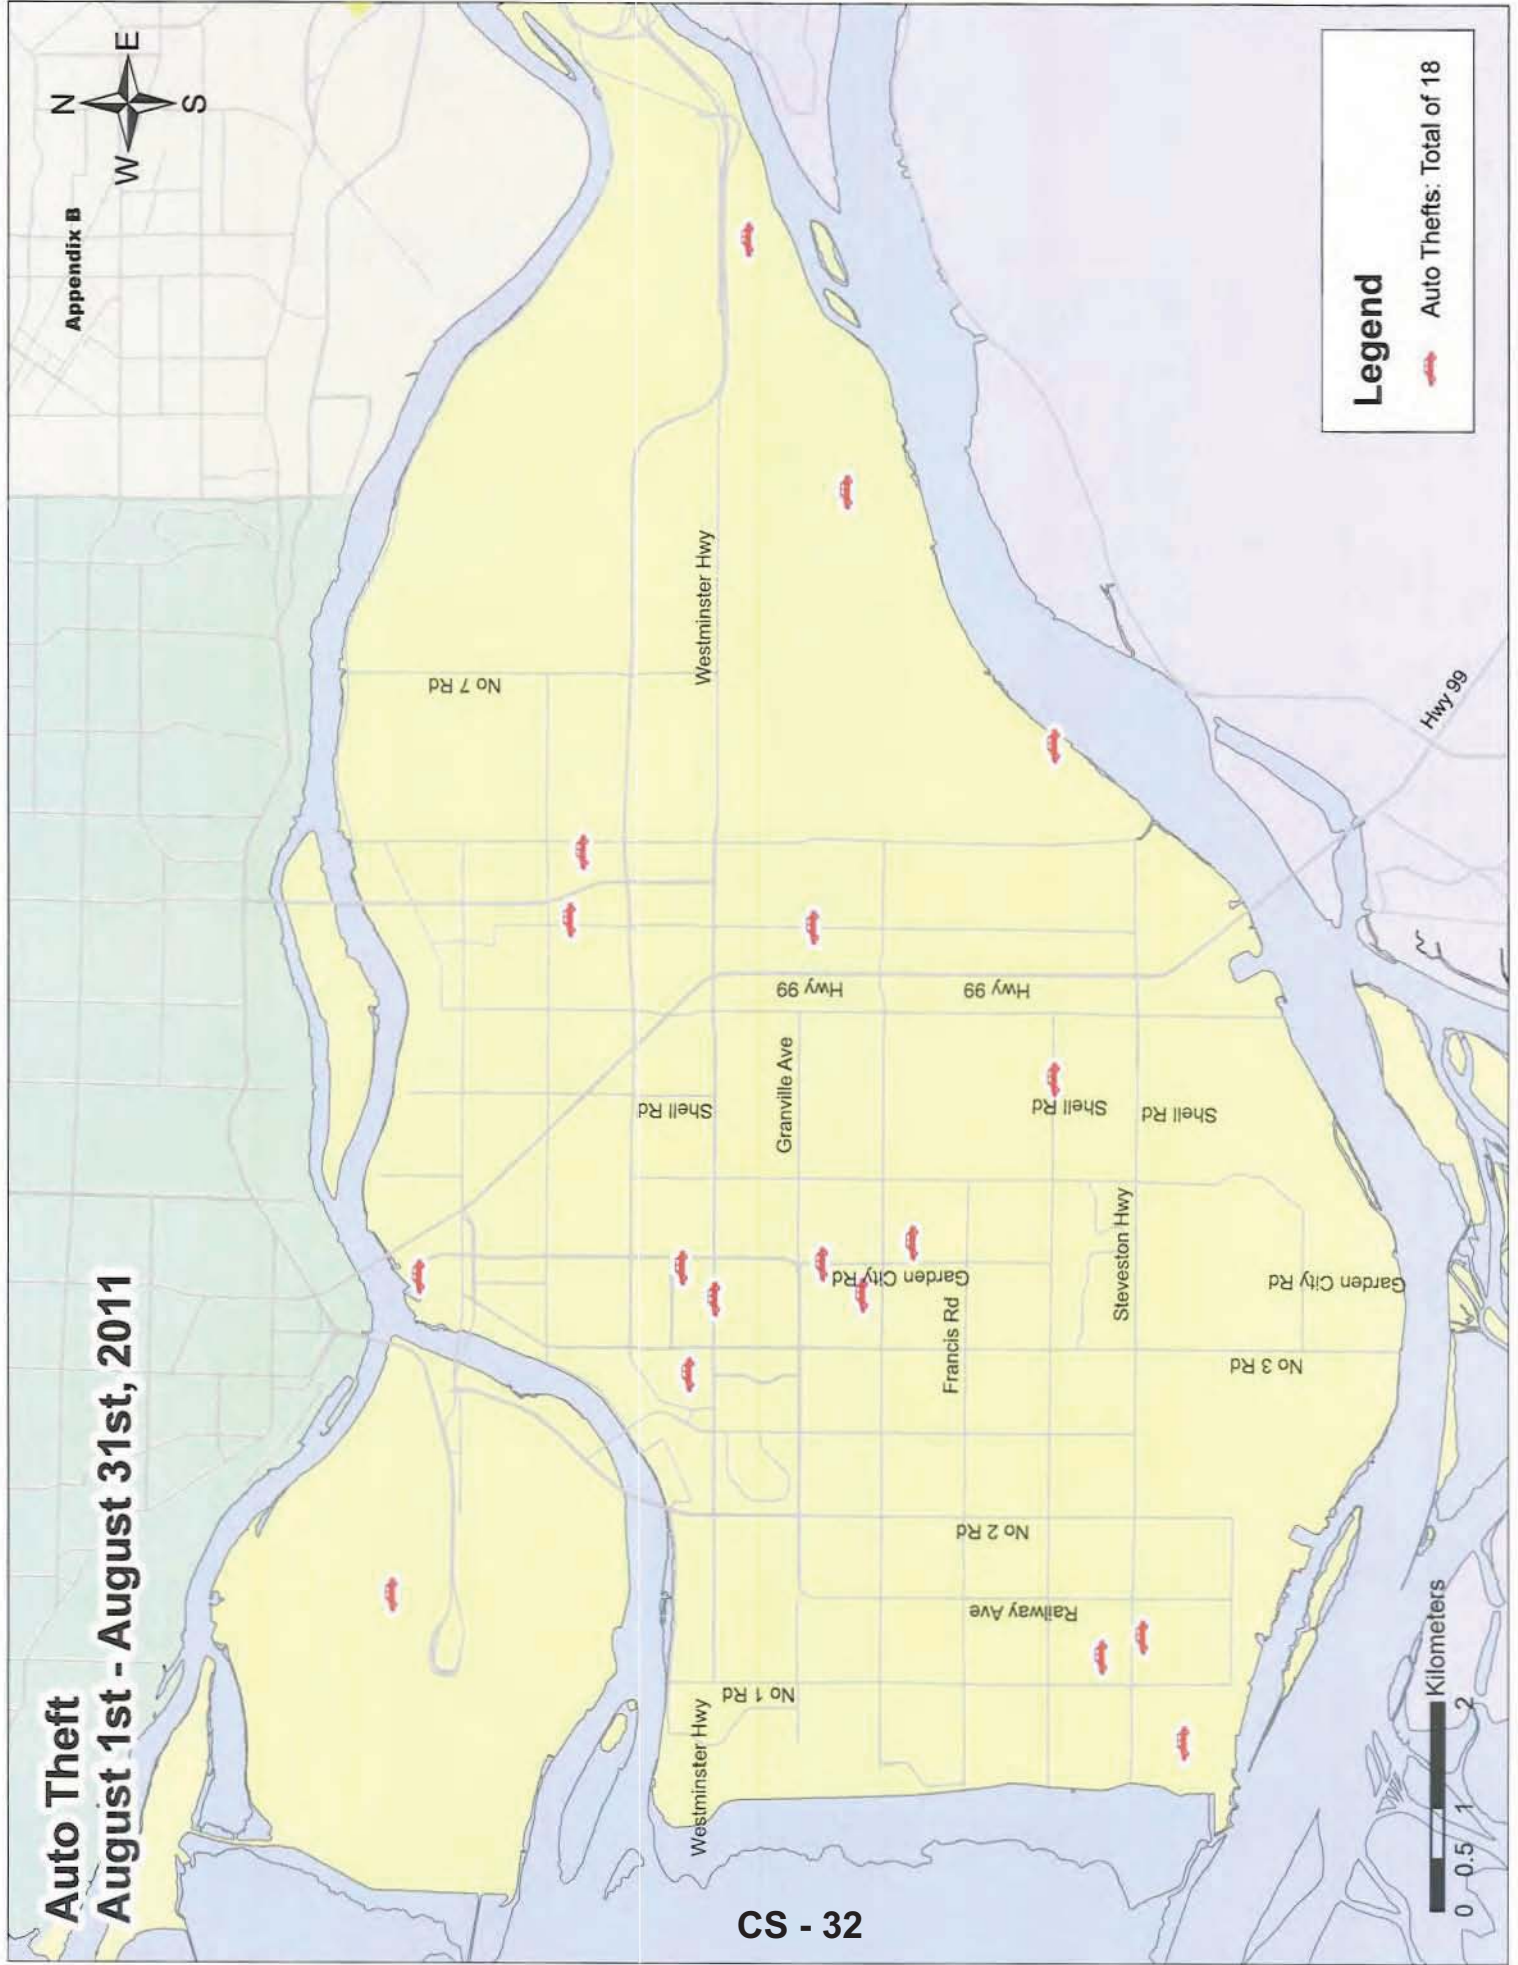 Auto Theft
August 1st - August 31st, 2011
Appendix B
N
W
E
S
No 7 Rd
Westminster Hwy
Hwy 99
Hwy 99
Shell Rd
Granville Ave
Shell Rd
Shell Rd
Garden City Rd
Francis Rd
Steveston Hwy
Garden City Rd
No 3 Rd
No 2 Rd
Railway Ave
No 1 Rd
Westminster Hwy
Hwy 99
Legend
Auto Thefts: Total of 18
Kilometers
0 0.5 1 2
CS - 32